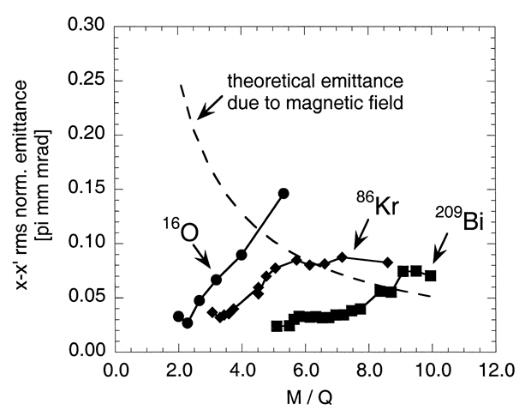 0.30
0.25
0.20
0.15
0.10
0.05
0.00
x-x' rms norm. emittance
[pi mm mrad]
theoretical emittance
due to magnetic field
16O
86Kr
209Bi
0.0 2.0 4.0 6.0 8.0 10.0 12.0
M / Q